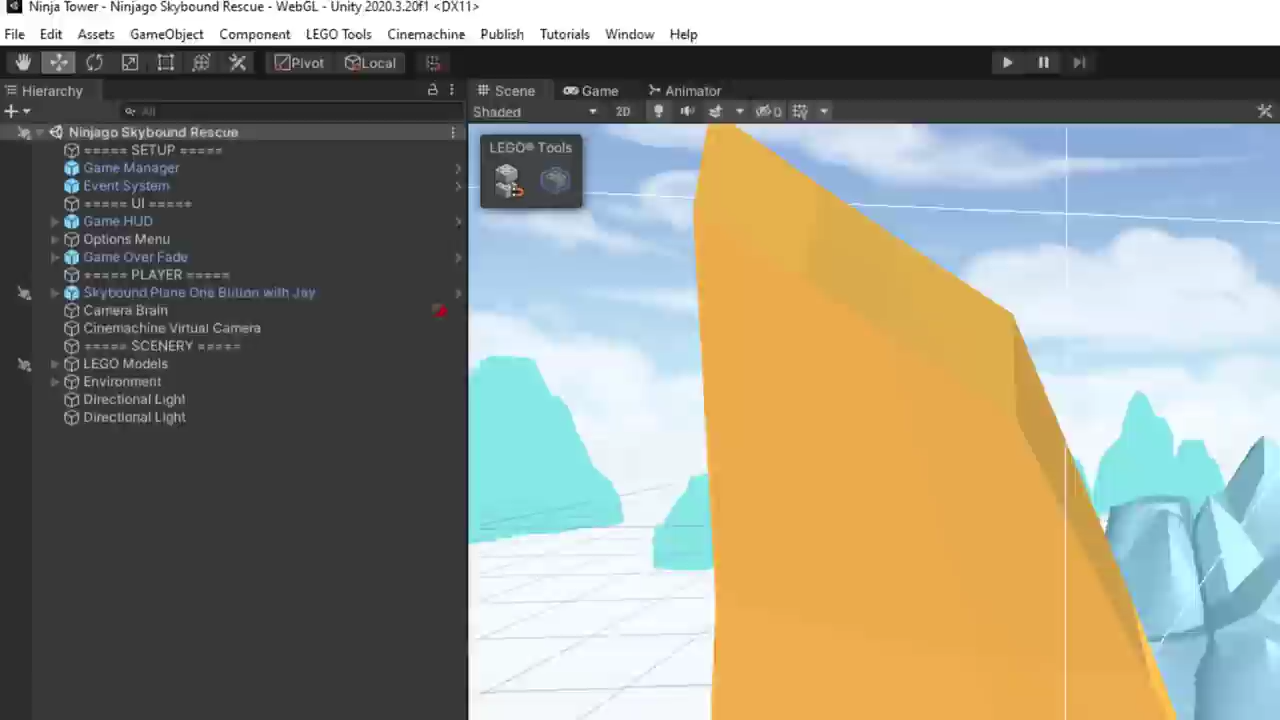 Ninja Tower - Ninjago Skybound Rescue - WebGL - Unity 2020.3.20f1 <DX11>
File Edit Assets GameObject Component LEGO Tools Cinemachine Publish Tutorials Window Help
Pivot Local
Hierarchy
All
Ninjago Skybound Rescue
===== SETUP =====
Game Manager
Event System
===== UI =====
Game HUD
Options Menu
Game Over Fade
===== PLAYER =====
Skybound Plane One Button with Jay
Camera Brain
Cinemachine Virtual Camera
===== SCENERY =====
LEGO Models
Environment
Directional Light
Directional Light
Scene Game Animator
Shaded 2D 0
LEGO® Tools